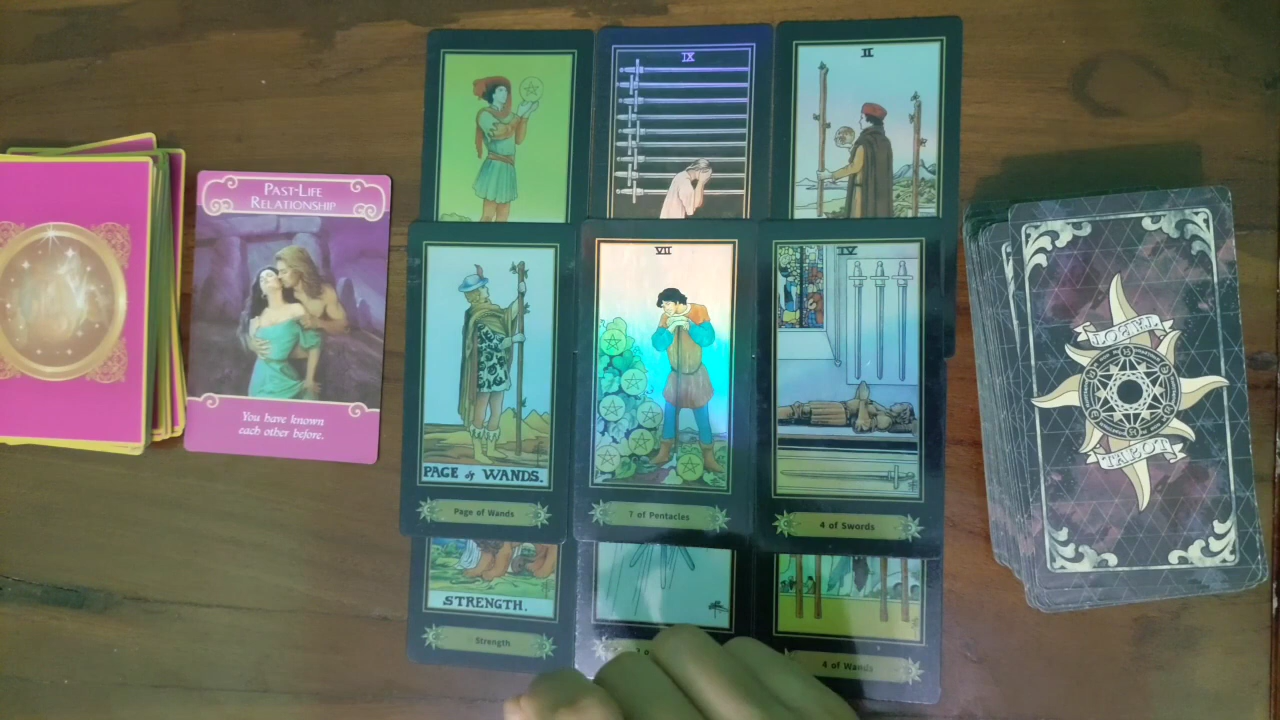 PAST-LIFE
RELATIONSHIP
You have known
each other before.
IX
II
PAGE of WANDS.
Page of Wands
VII
7 of Pentacles
IV
4 of Swords
STRENGTH.
Strength
4 of Wands
TAROT